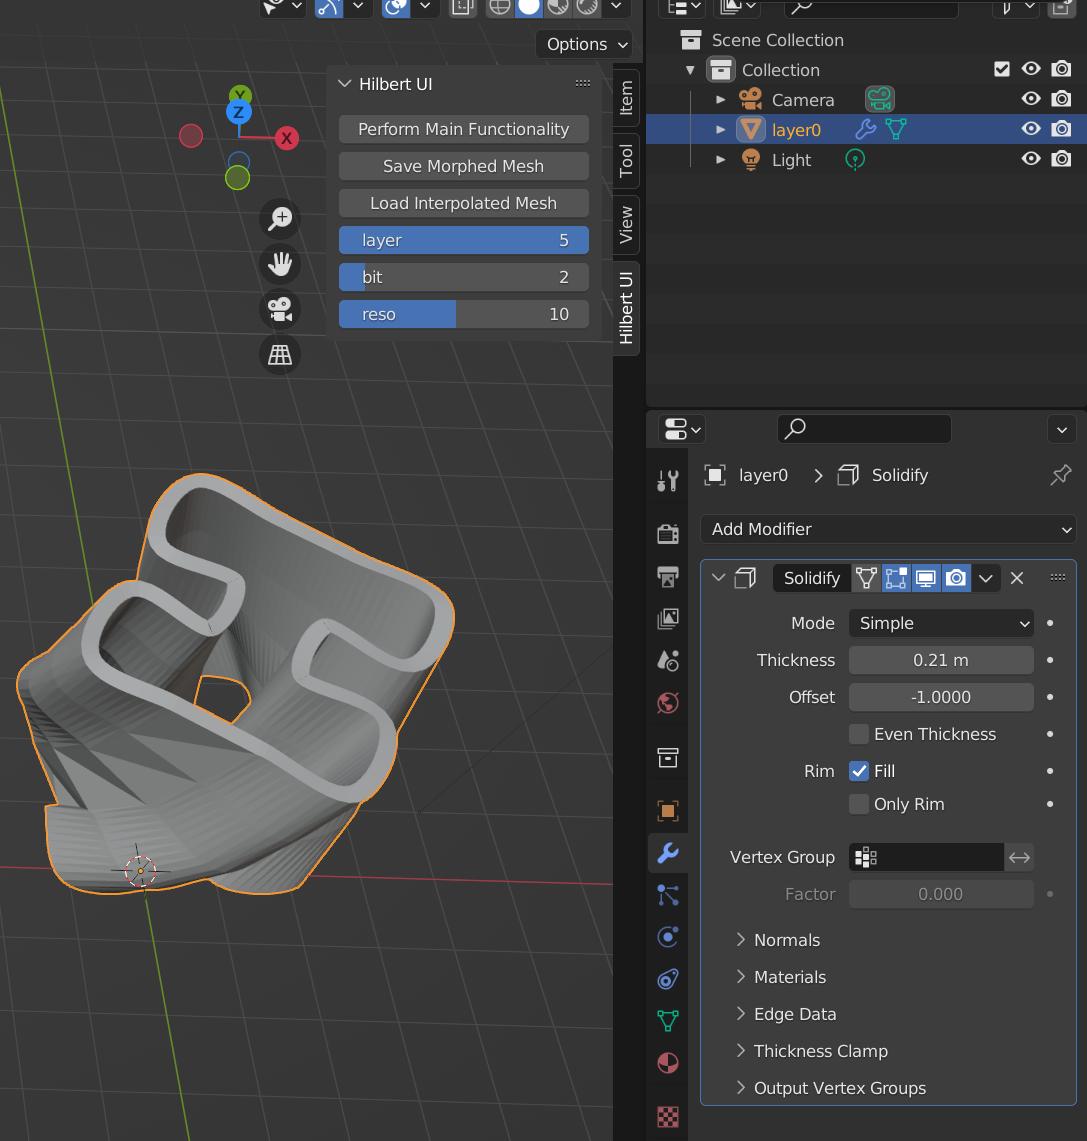 Options
Hilbert UI
Perform Main Functionality
Save Morphed Mesh
Load Interpolated Mesh
layer 5
bit 2
reso 10
Y
Z
X
Item
Tool
View
Hilbert UI
Scene Collection
Collection
Camera
layer0
Light
layer0 > Solidify
Add Modifier
Solidify
Mode Simple
Thickness 0.21 m
Offset -1.0000
Even Thickness
Rim Fill
Only Rim
Vertex Group
Factor 0.000
Normals
Materials
Edge Data
Thickness Clamp
Output Vertex Groups